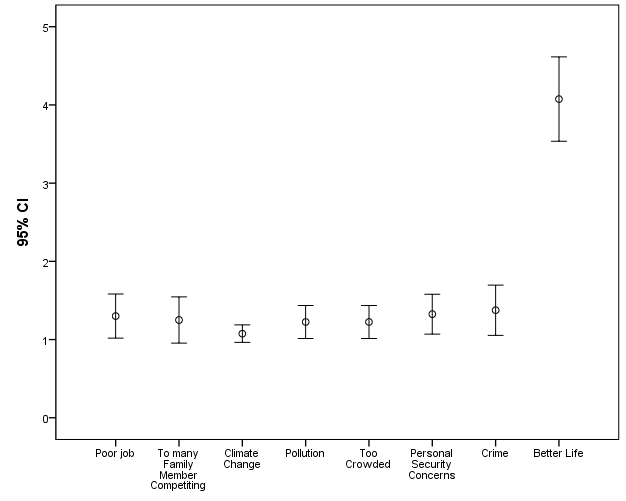 5
4
3
2
1
0
95% CI
Poor job
To many
Family
Member
Competiting
Climate
Change
Pollution
Too
Crowded
Personal
Security
Concerns
Crime
Better Life